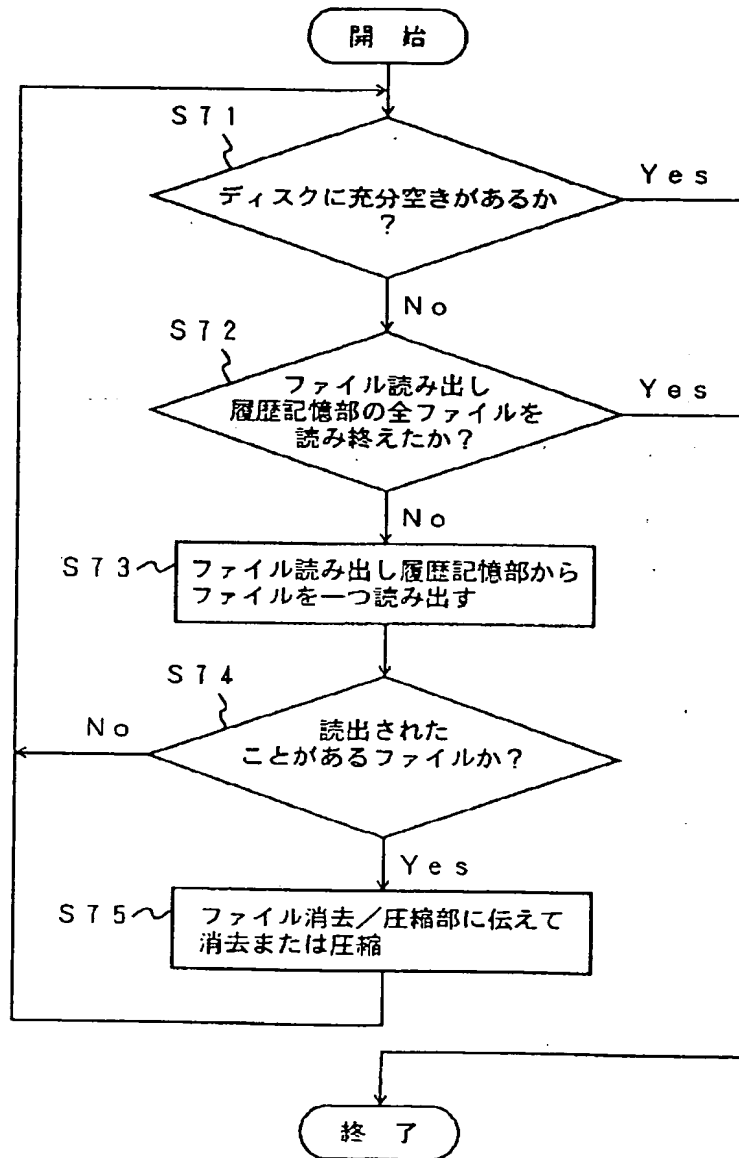 開 始
S71
ディスクに充分空きがあるか
?
Yes
No
S72
ファイル読み出し
履歴記憶部の全ファイルを
読み終えたか?
Yes
No
S73
ファイル読み出し履歴記憶部から
ファイルを一つ読み出す
S74
読出された
ことがあるファイルか?
No
Yes
S75
ファイル消去/圧縮部に伝えて
消去または圧縮
終 了